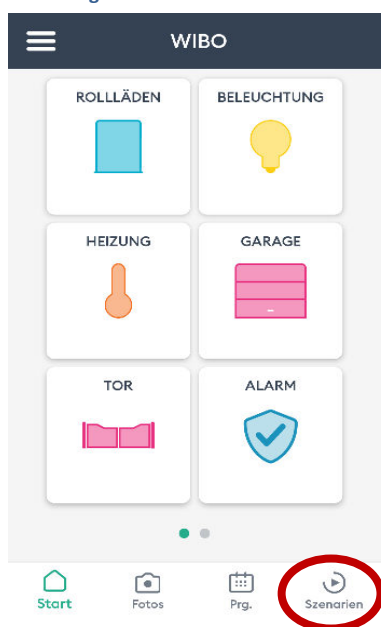 WIBO
ROLLLÄDEN BELEUCHTUNG
HEIZUNG GARAGE
TOR ALARM
Start Fotos Prg. Szenarien